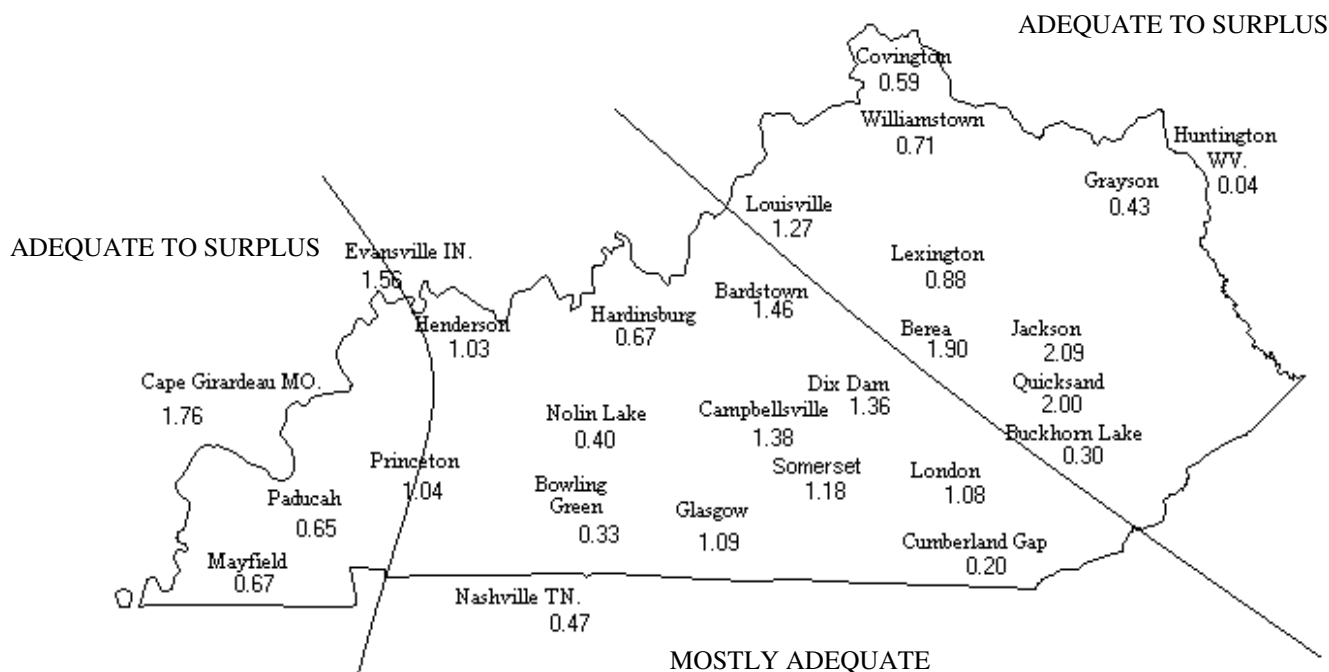 ADEQUATE TO SURPLUS
Covington
0.59
Williamstown
0.71
Huntington
WV.
0.04
Grayson
0.43
Louisville
1.27
ADEQUATE TO SURPLUS
Evansville IN.
1.56
Lexington
0.88
Bardstown
1.46
Hardinsburg
0.67
Henderson
1.03
Berea
1.90
Jackson
2.09
Cape Girardeau MO.
1.76
Dix Dam
1.36
Quicksand
2.00
Nolin Lake
0.40
Campbellsville
1.38
Buckhorn Lake
0.30
Princeton
1.04
Somerset
1.18
London
1.08
Paducah
0.65
Bowling
Green
0.33
Glasgow
1.09
Cumberland Gap
0.20
Mayfield
0.67
Nashville TN.
0.47
MOSTLY ADEQUATE